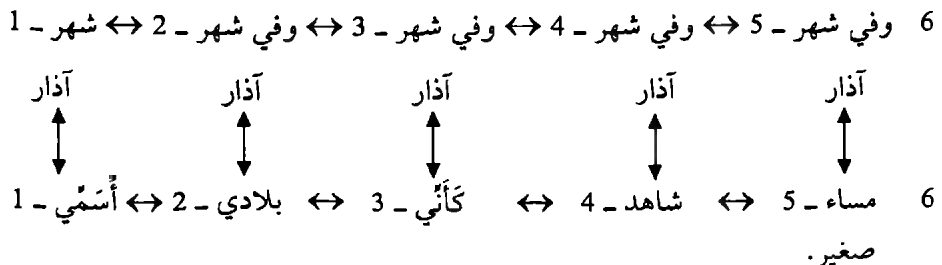 6 وفي شهر ـ 5 ↔ وفي شهر ـ 4 ↔ وفي شهر ـ 3 ↔ وفي شهر ـ 2 ↔ شهر ـ 1
آذار آذار آذار آذار آذار
6 مساء ـ 5 ↔ شاهد ـ 4 ↔ كَأَنِّي ـ 3 ↔ بلادي ـ 2 ↔ أُسَمِّي ـ 1
صغير.